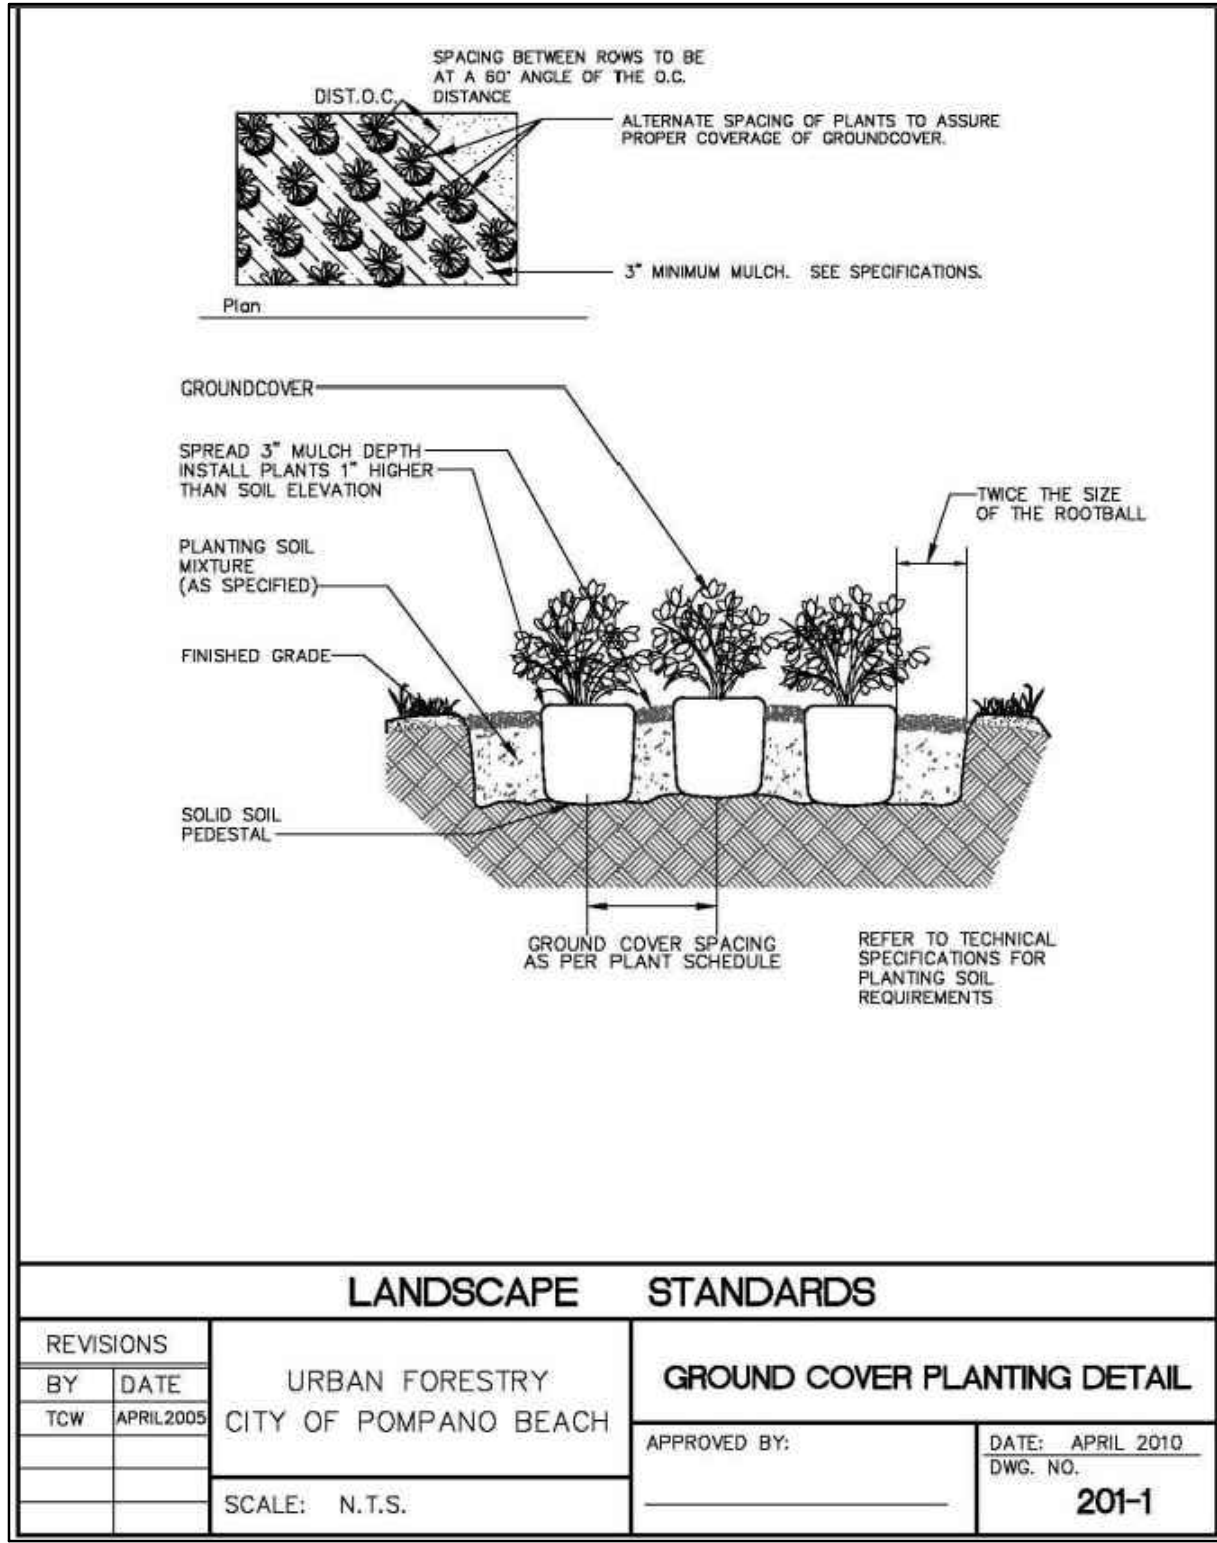 SPACING BETWEEN ROWS TO BE
AT A 60° ANGLE OF THE O.C.
DISTANCE
DIST.O.C.
ALTERNATE SPACING OF PLANTS TO ASSURE
PROPER COVERAGE OF GROUNDCOVER.
3" MINIMUM MULCH. SEE SPECIFICATIONS.
Plan
GROUNDCOVER
SPREAD 3" MULCH DEPTH
INSTALL PLANTS 1" HIGHER
THAN SOIL ELEVATION
TWICE THE SIZE
OF THE ROOTBALL
PLANTING SOIL
MIXTURE
(AS SPECIFIED)
FINISHED GRADE
SOLID SOIL
PEDESTAL
GROUND COVER SPACING
AS PER PLANT SCHEDULE
REFER TO TECHNICAL
SPECIFICATIONS FOR
PLANTING SOIL
REQUIREMENTS
LANDSCAPE STANDARDS
REVISIONS
BY DATE
TCW APRIL2005
URBAN FORESTRY
CITY OF POMPANO BEACH
SCALE: N.T.S.
GROUND COVER PLANTING DETAIL
APPROVED BY:
DATE: APRIL 2010
DWG. NO.
201-1